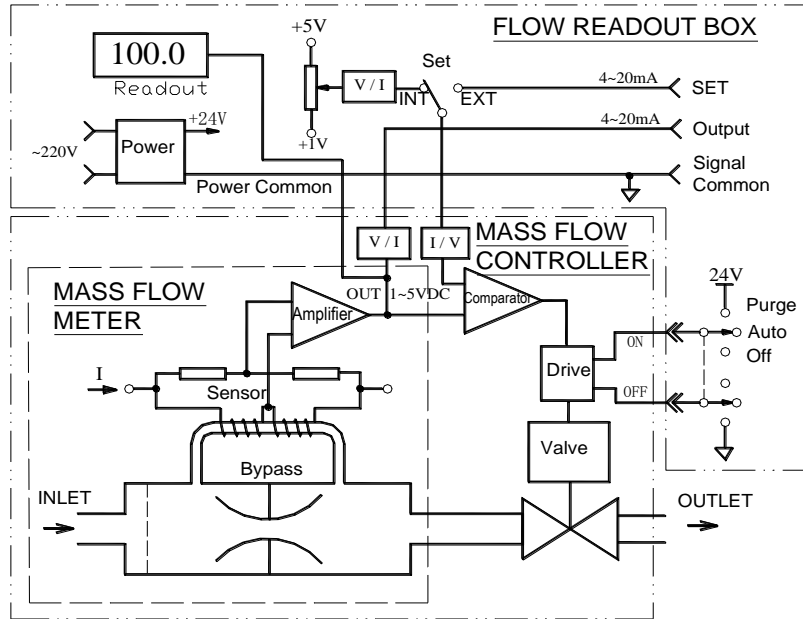 FLOW READOUT BOX
+5V
100.0
Readout
Set
V / I
INT
EXT
4~20mA
SET
+1V
4~20mA
Output
+24V
~220V
Power
Power Common
Signal
Common
V / I
I / V
MASS FLOW
CONTROLLER
MASS FLOW
METER
OUT
1~5VDC
Amplifier
Comparator
24V
Purge
Auto
Off
ON
OFF
Drive
I
Sensor
Valve
Bypass
INLET
OUTLET